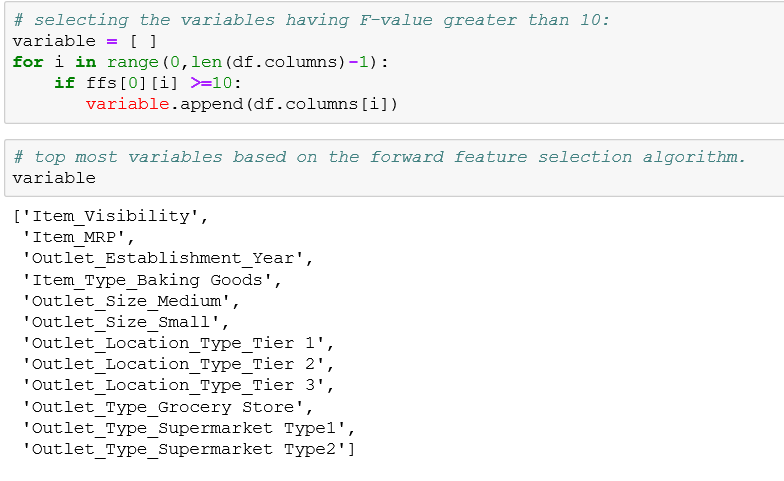 # selecting the variables having F-value greater than 10:
variable = [ ]
for i in range(0,len(df.columns)-1):
    if ffs[0][i] >=10:
       variable.append(df.columns[i])
# top most variables based on the forward feature selection algorithm.
variable
['Item_Visibility',
 'Item_MRP',
 'Outlet_Establishment_Year',
 'Item_Type_Baking Goods',
 'Outlet_Size_Medium',
 'Outlet_Size_Small',
 'Outlet_Location_Type_Tier 1',
 'Outlet_Location_Type_Tier 2',
 'Outlet_Location_Type_Tier 3',
 'Outlet_Type_Grocery Store',
 'Outlet_Type_Supermarket Type1',
 'Outlet_Type_Supermarket Type2']